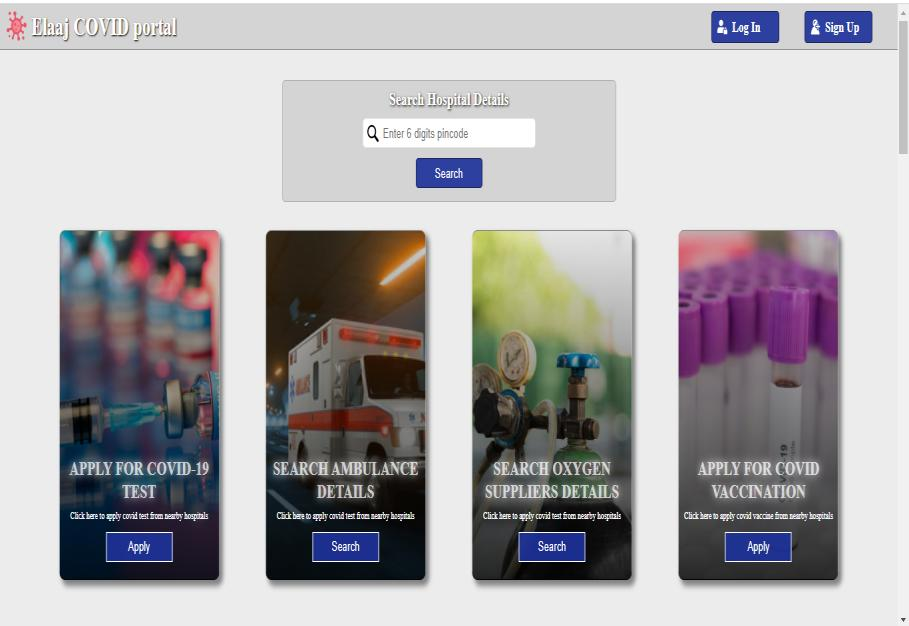 Elaaj COVID portal
Log In
Sign Up
Search Hospital Details
Enter 6 digits pincode
Search
APPLY FOR COVID-19
TEST
Click here to apply covid test from nearby hospitals
Apply
SEARCH AMBULANCE
DETAILS
Click here to apply covid test from nearby hospitals
Search
SEARCH OXYGEN
SUPPLIERS DETAILS
Click here to apply covid test from nearby hospitals
Search
APPLY FOR COVID
VACCINATION
Click here to apply covid vaccine from nearby hospitals
Apply